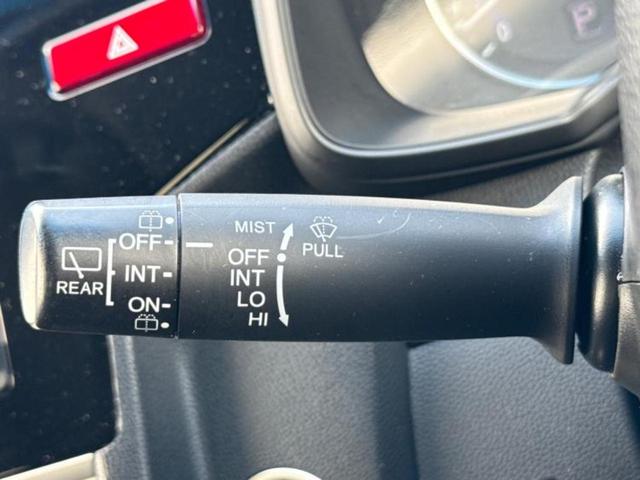 P
MIST
PULL
OFF
INT
LO
HI
REAR
OFF
INT
ON